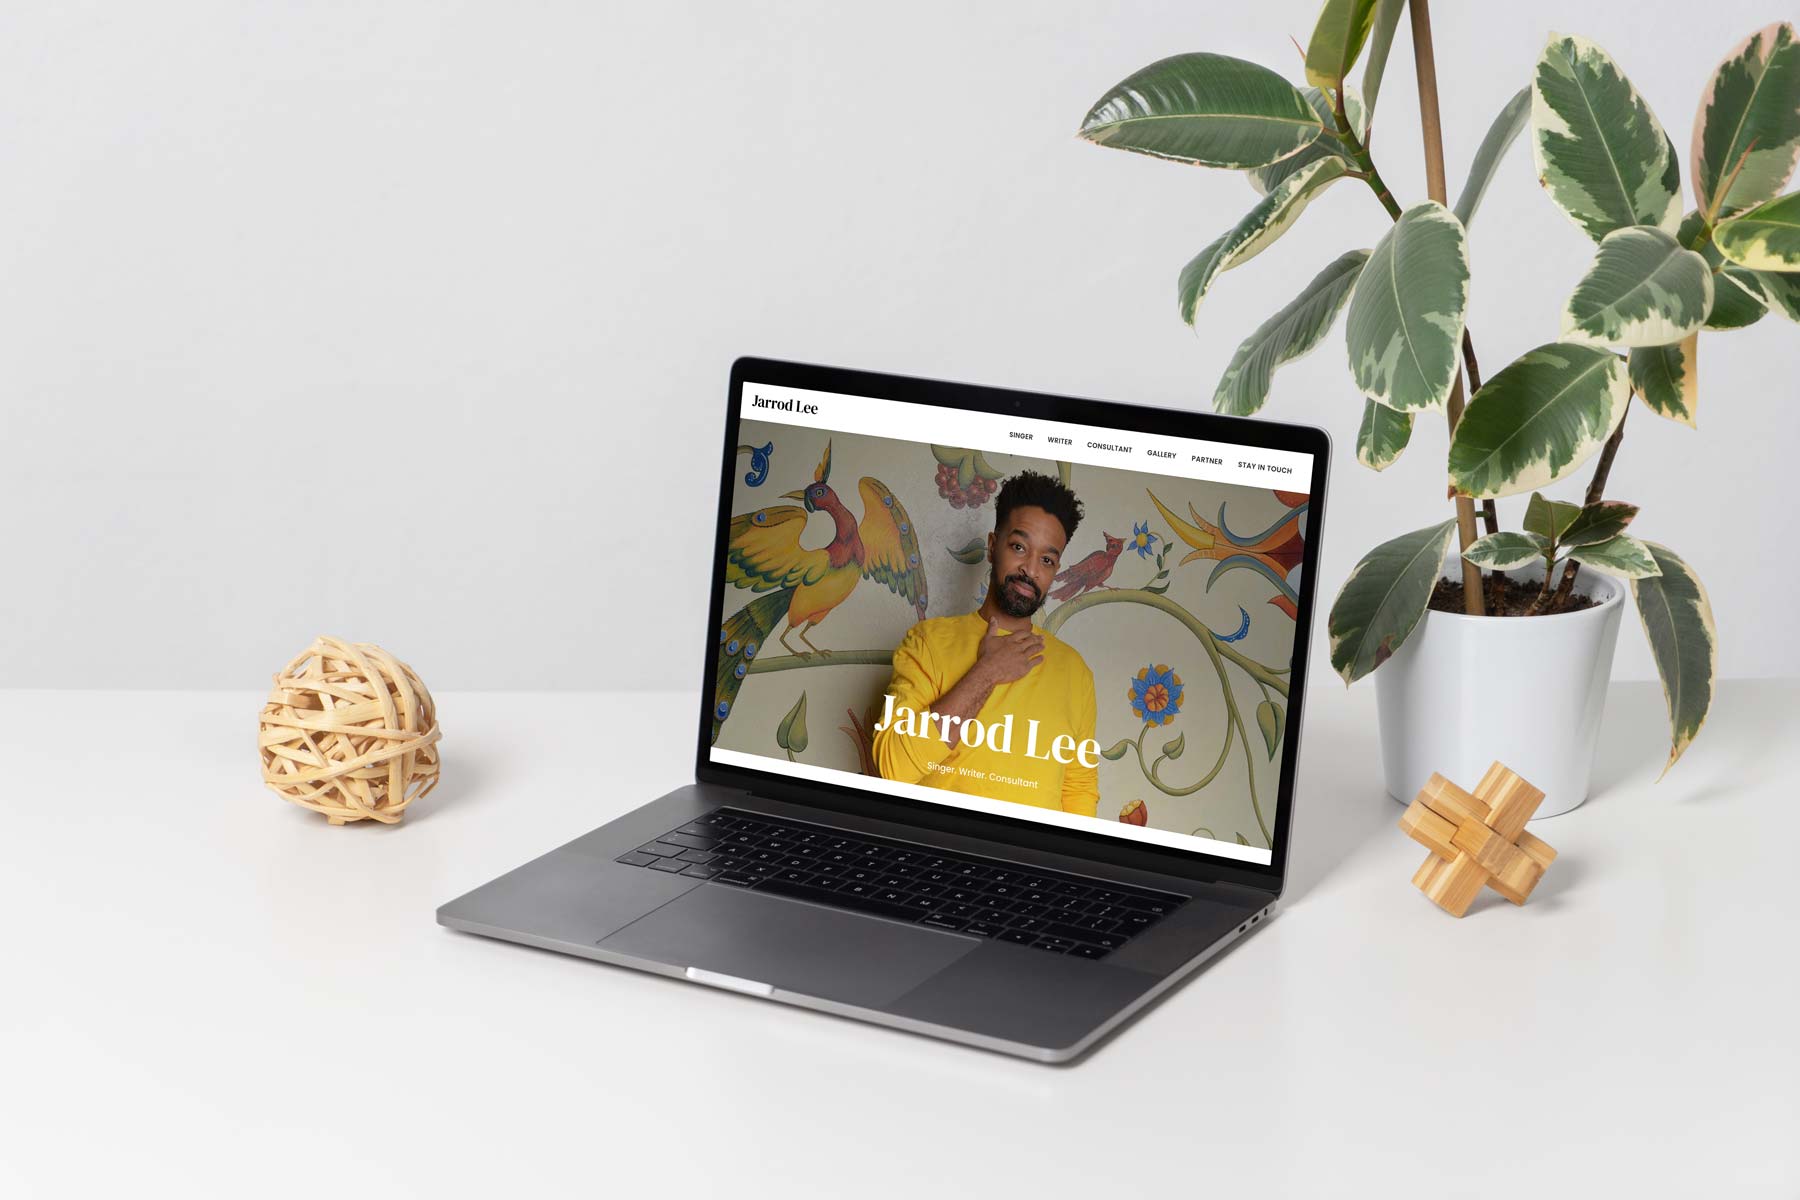 Jarrod Lee
SINGER WRITER CONSULTANT GALLERY PARTNER STAY IN TOUCH
Jarrod Lee
Singer. Writer. Consultant